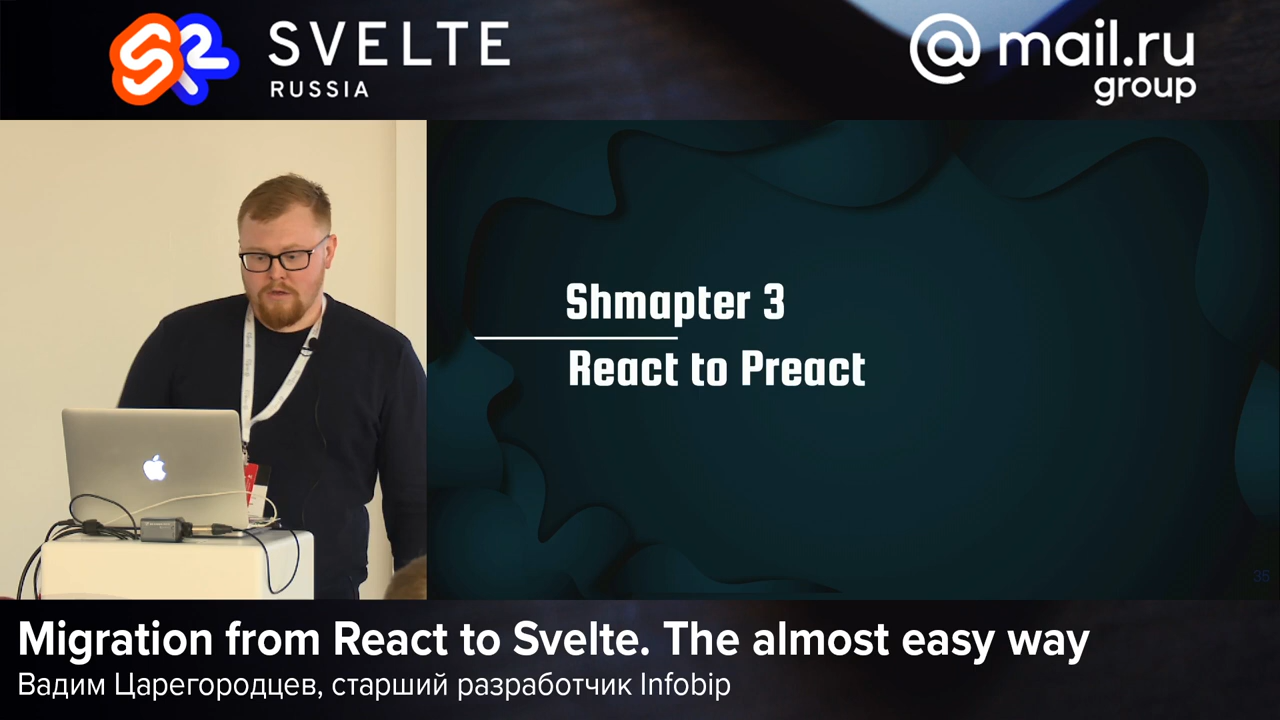 SVELTE
RUSSIA
@mail.ru
group
Shmapter 3
React to Preact
35
Migration from React to Svelte. The almost easy way
Вадим Царегородцев, старший разработчик Infobip